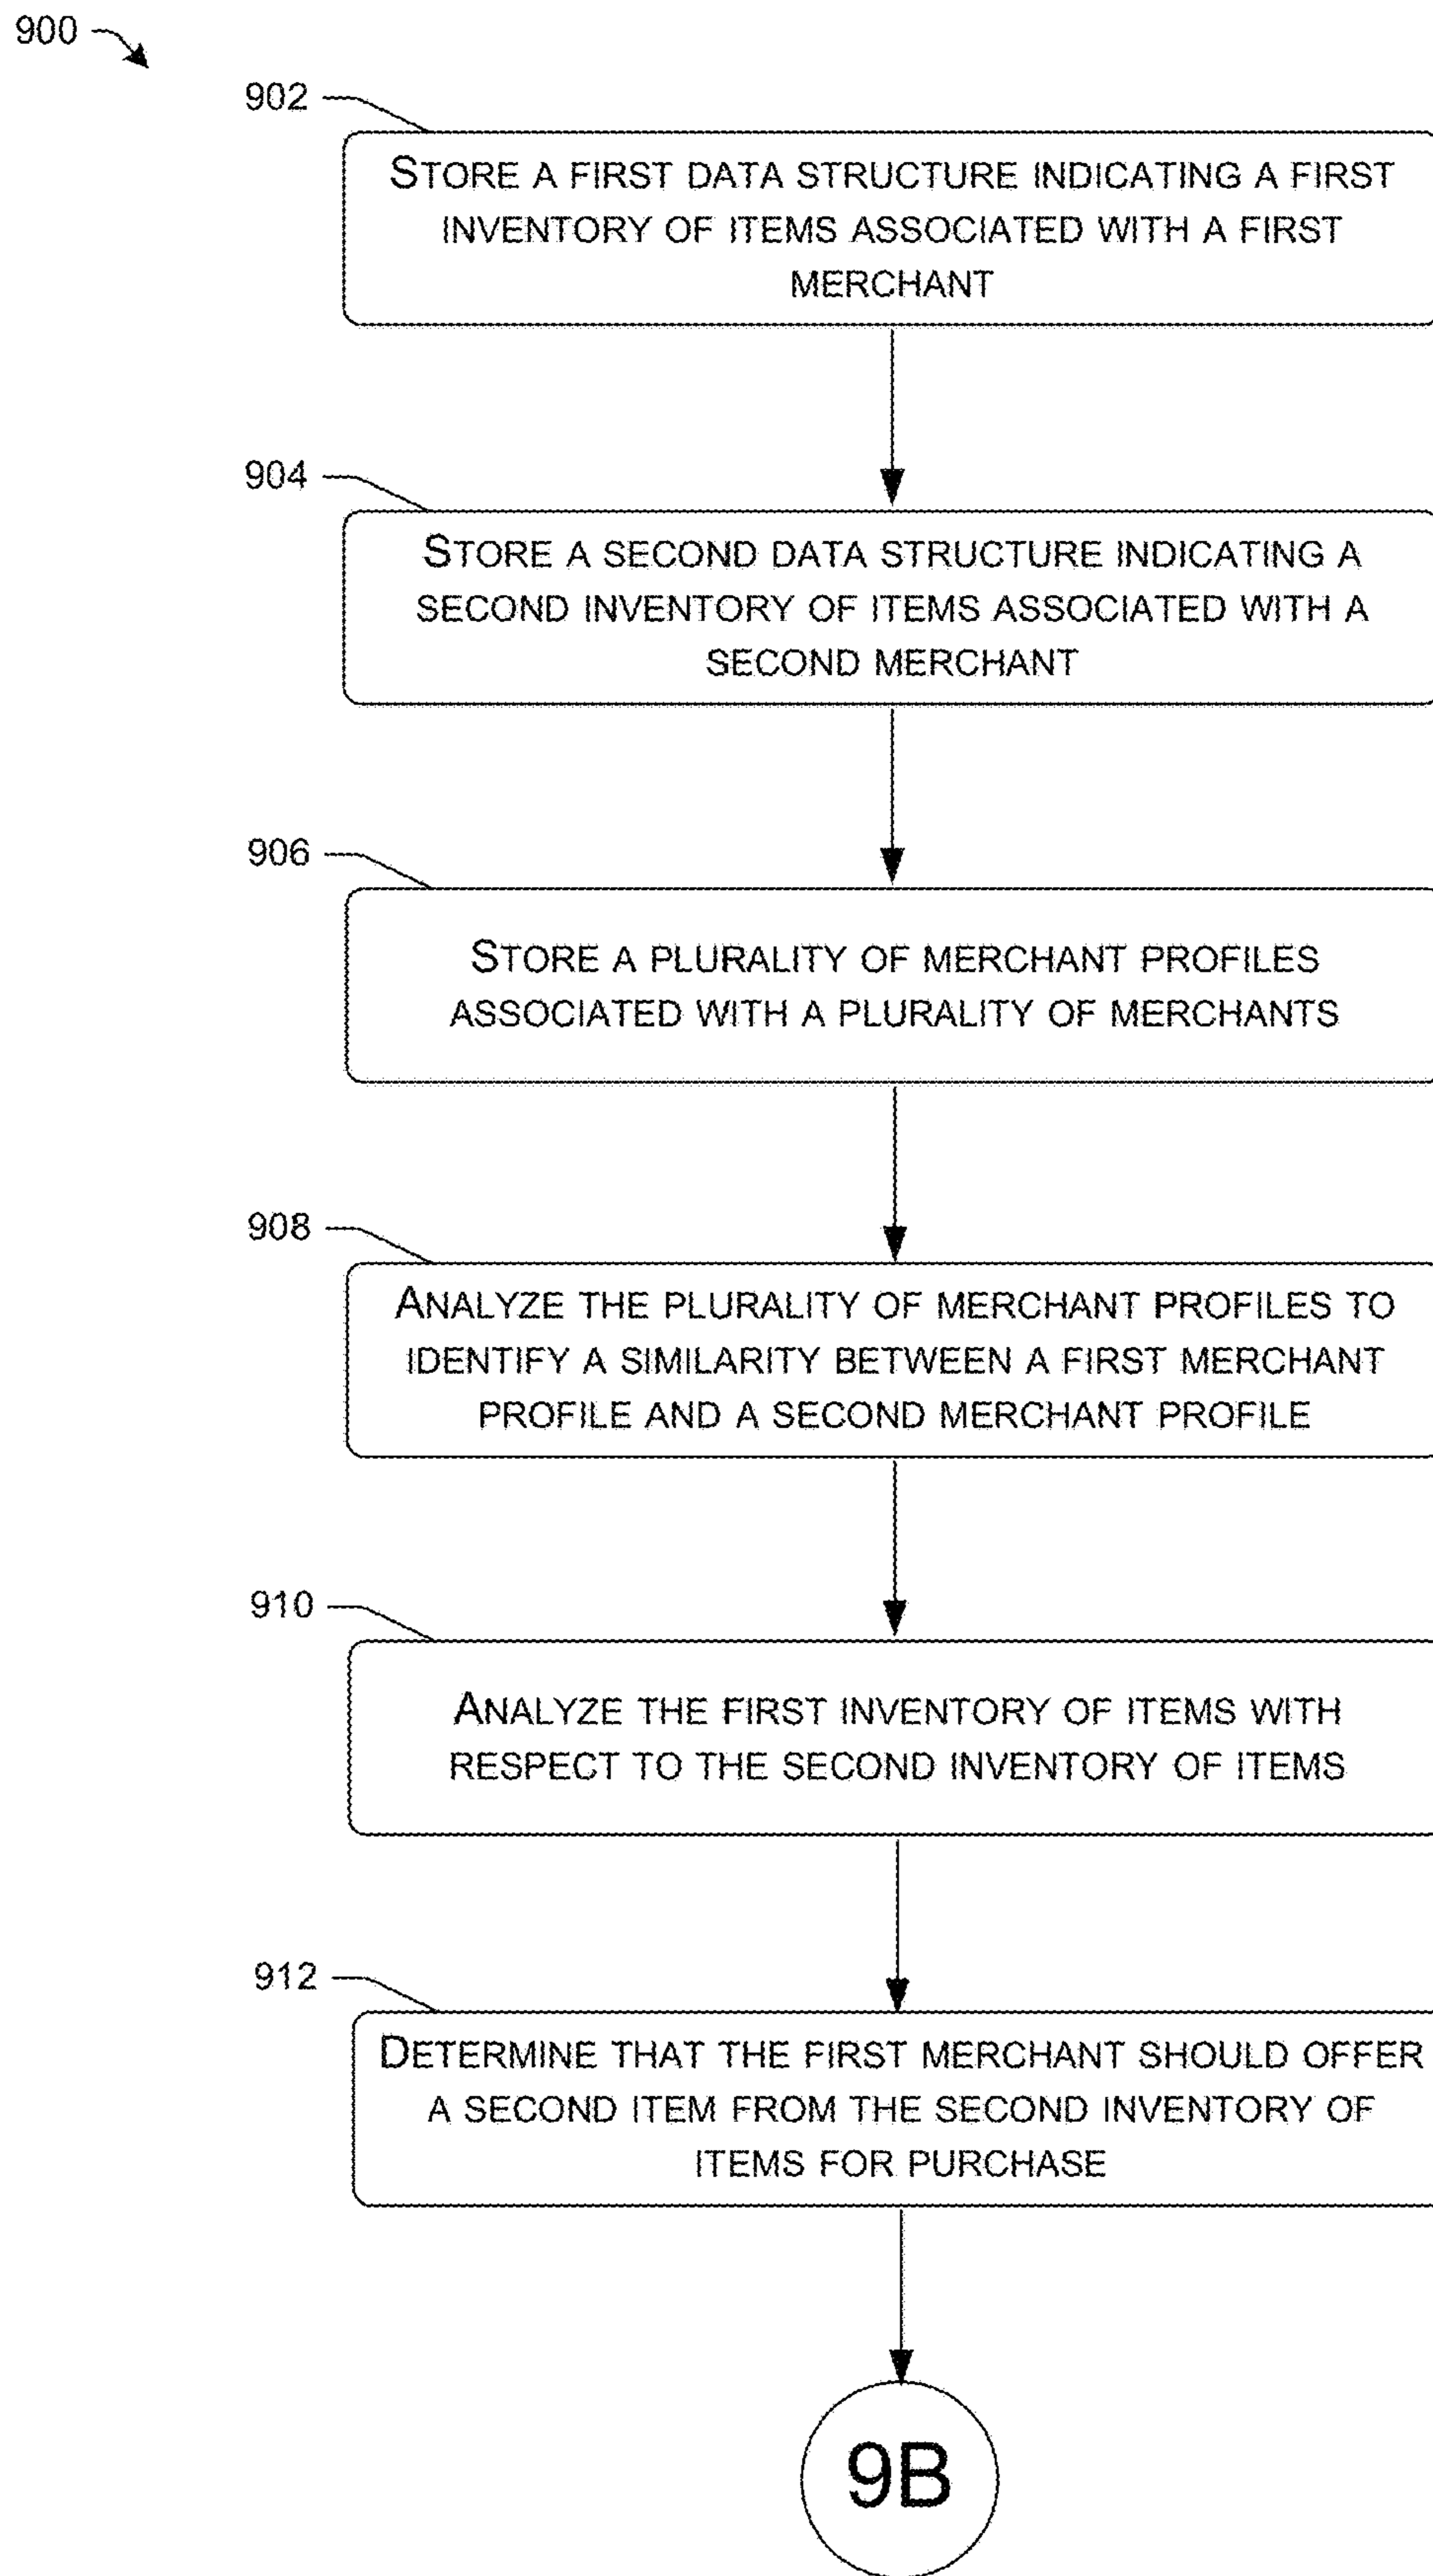 900
902
STORE A FIRST DATA STRUCTURE INDICATING A FIRST
INVENTORY OF ITEMS ASSOCIATED WITH A FIRST
MERCHANT
904
STORE A SECOND DATA STRUCTURE INDICATING A
SECOND INVENTORY OF ITEMS ASSOCIATED WITH A
SECOND MERCHANT
906
STORE A PLURALITY OF MERCHANT PROFILES
ASSOCIATED WITH A PLURALITY OF MERCHANTS
908
ANALYZE THE PLURALITY OF MERCHANT PROFILES TO
IDENTIFY A SIMILARITY BETWEEN A FIRST MERCHANT
PROFILE AND A SECOND MERCHANT PROFILE
910
ANALYZE THE FIRST INVENTORY OF ITEMS WITH
RESPECT TO THE SECOND INVENTORY OF ITEMS
912
DETERMINE THAT THE FIRST MERCHANT SHOULD OFFER
A SECOND ITEM FROM THE SECOND INVENTORY OF
ITEMS FOR PURCHASE
9B